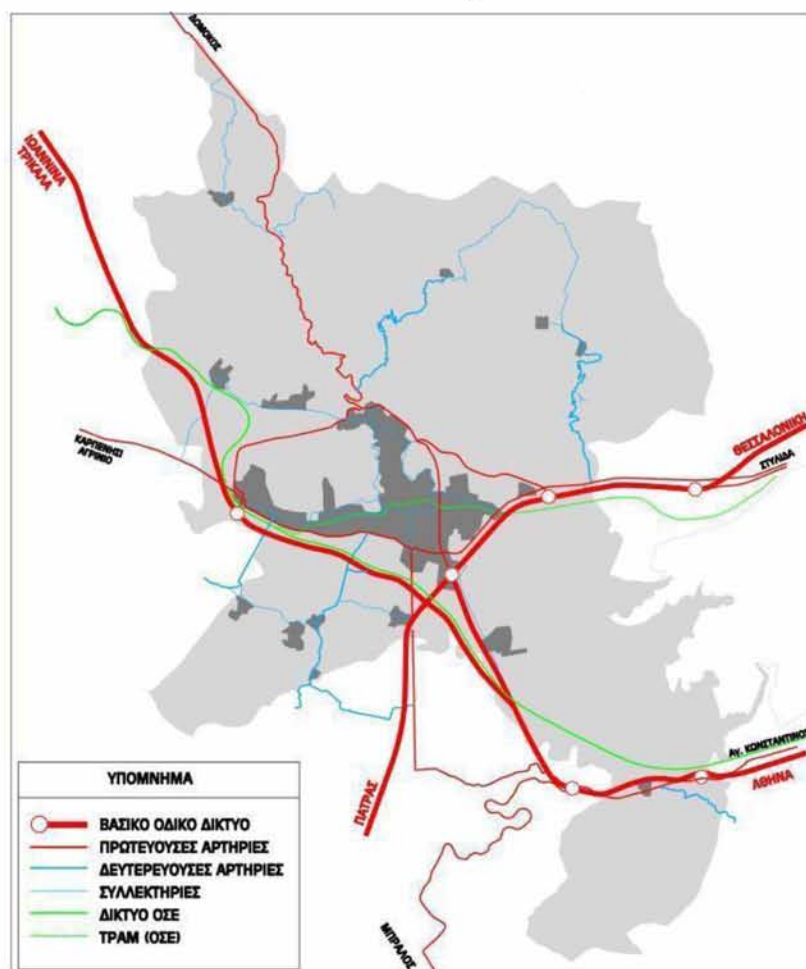 ΔΟΜΟΚΟΣ
ΙΩΑΝΝΙΝΑ
ΤΡΙΚΑΛΑ
ΘΕΣΣΑΛΟΝΙΚΗ
ΣΤΥΛΙΔΑ
ΚΑΡΠΕΝΗΣΙ
ΑΓΡΙΝΙΟ
ΑΓ. ΚΩΝΣΤΑΝΤΙΝΟΣ
ΑΘΗΝΑ
ΠΑΤΡΑΣ
ΜΠΡΑΛΟΣ
ΥΠΟΜΝΗΜΑ
ΒΑΣΙΚΟ ΟΔΙΚΟ ΔΙΚΤΥΟ
ΠΡΩΤΕΥΟΥΣΕΣ ΑΡΤΗΡΙΕΣ
ΔΕΥΤΕΡΕΥΟΥΣΕΣ ΑΡΤΗΡΙΕΣ
ΣΥΛΛΕΚΤΗΡΙΕΣ
ΔΙΚΤΥΟ ΟΣΕ
ΤΡΑΜ (ΟΣΕ)